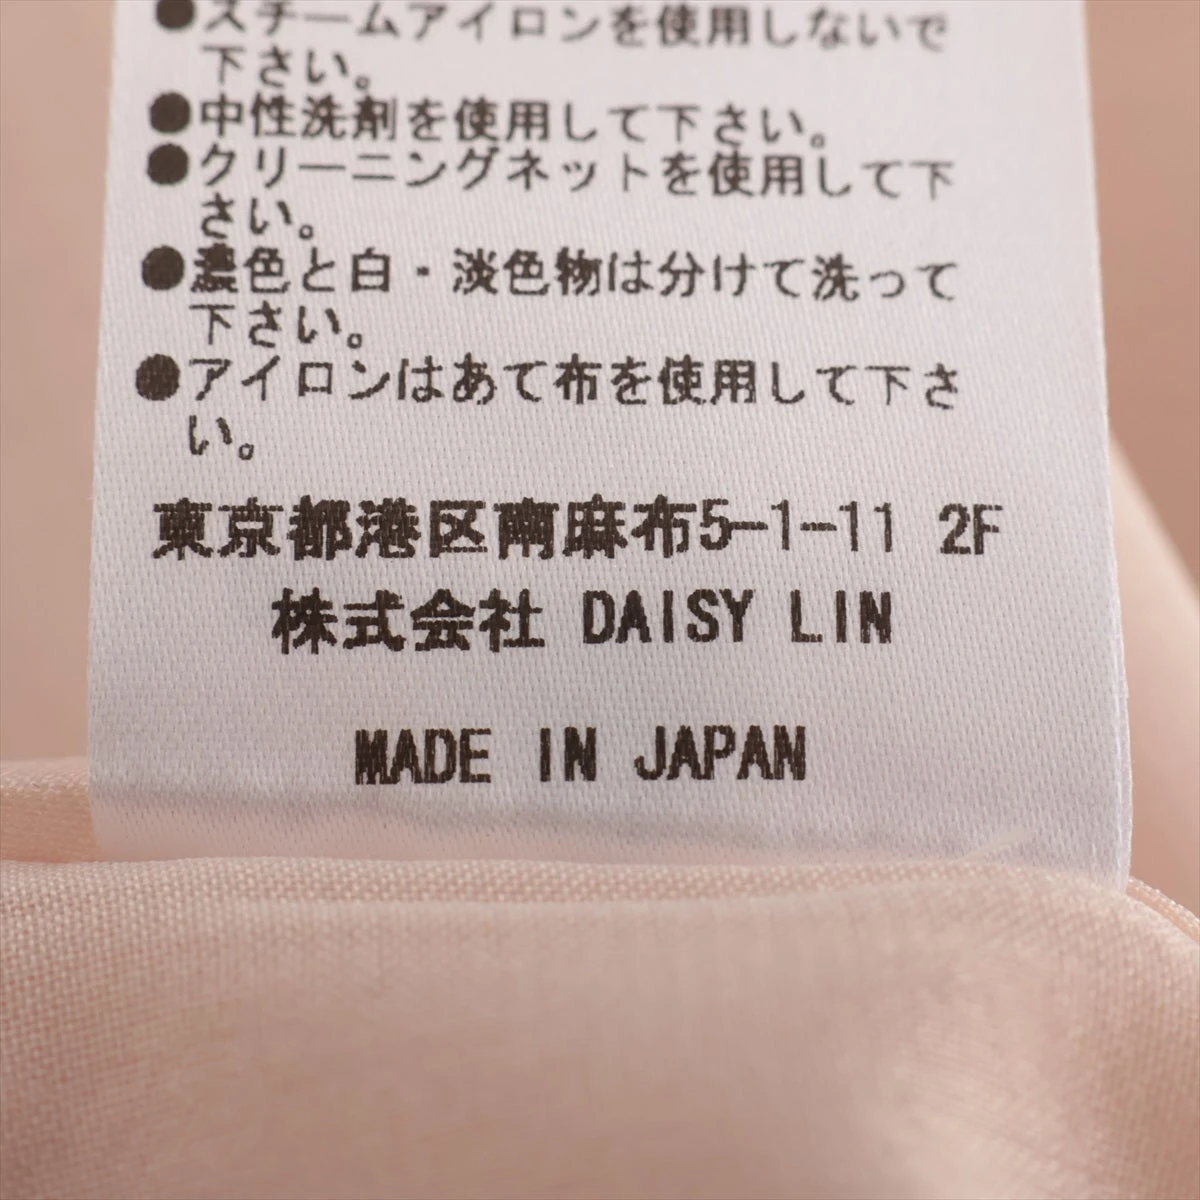 ●スチームアイロンを使用しないで
下さい。
●中性洗剤を使用して下さい。
●クリーニングネットを使用して下
さい。
●濃色と白・淡色物は分けて洗って
下さい。
●アイロンはあて布を使用して下さ
い。
東京都港区南麻布5-1-11 2F
株式会社 DAISY LIN
MADE IN JAPAN